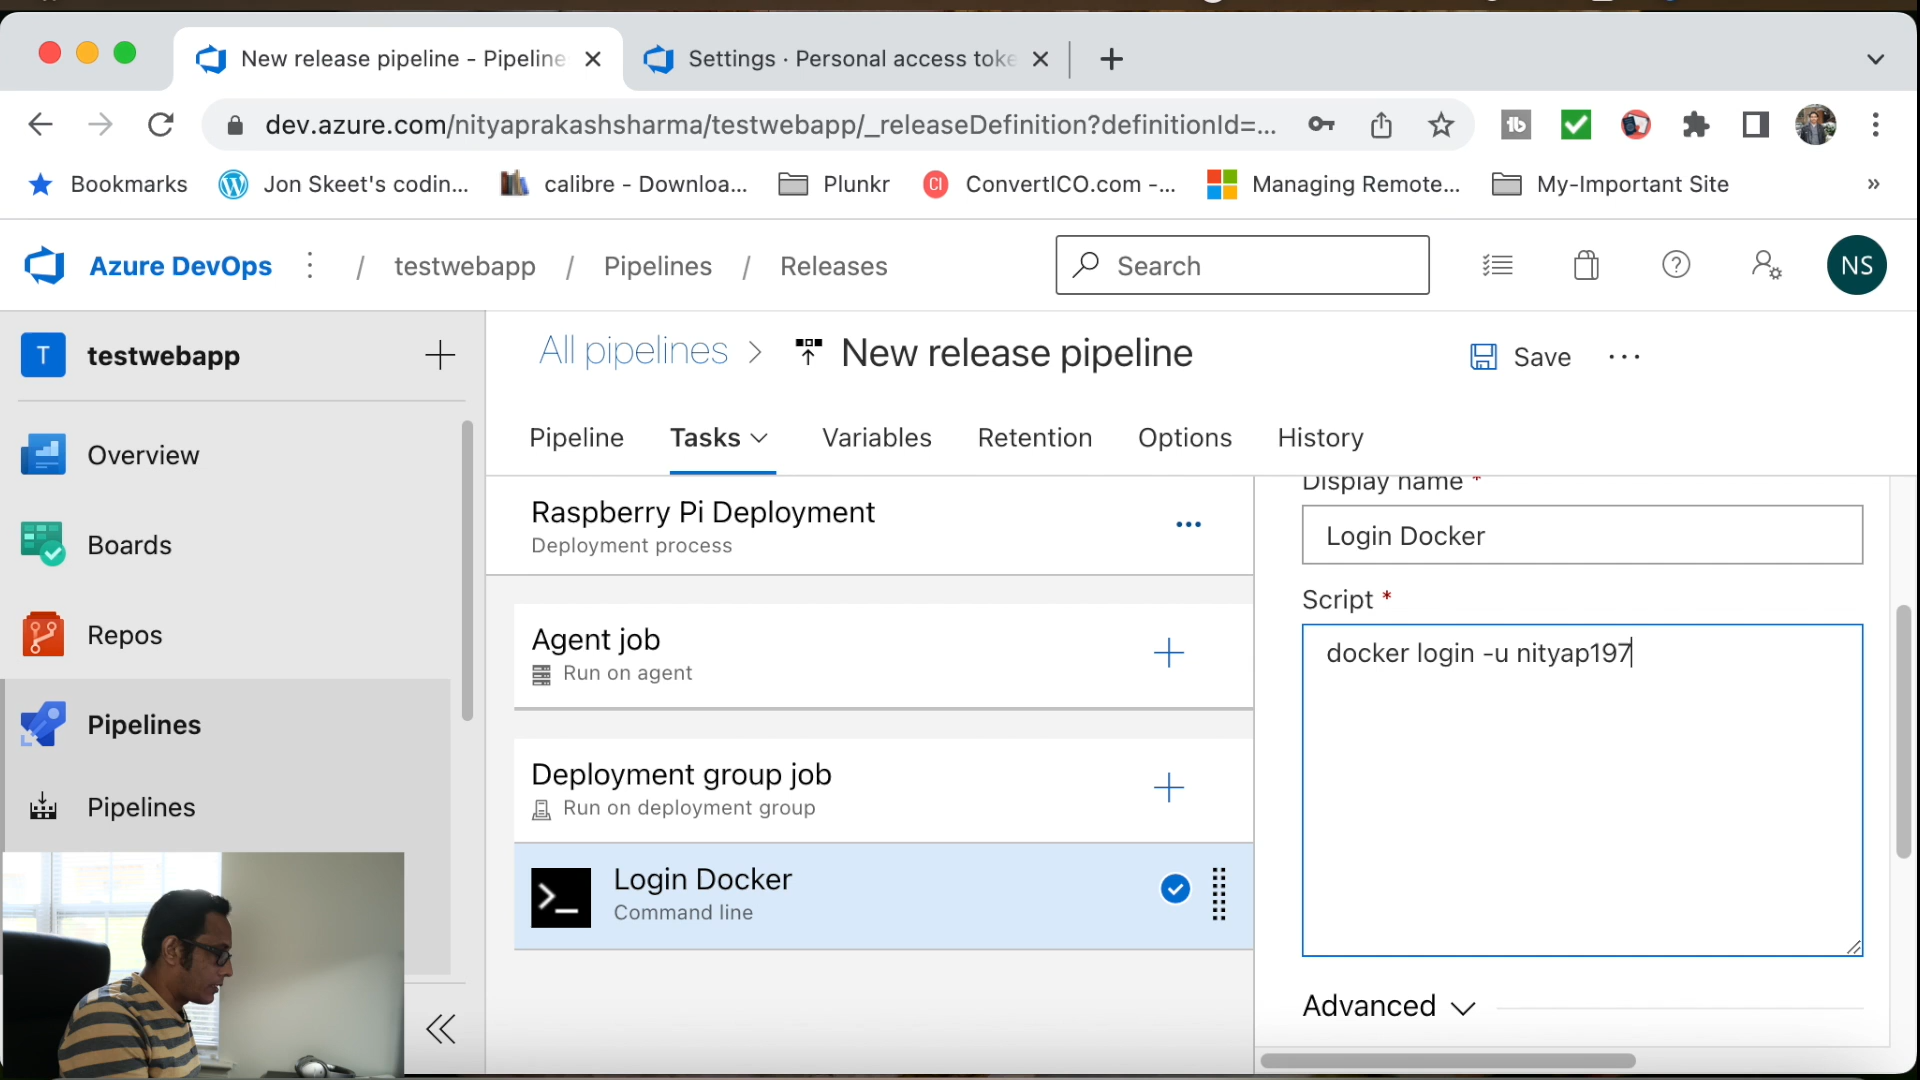 New release pipeline - Pipeline
Settings · Personal access toke
dev.azure.com/nityaprakashsharma/testwebapp/_releaseDefinition?definitionId=...
tb
Bookmarks
Jon Skeet's codin...
calibre - Downloa...
Plunkr
CI
ConvertICO.com -...
Managing Remote...
My-Important Site
»
Azure DevOps
/ testwebapp / Pipelines / Releases
Search
NS
T
testwebapp
All pipelines > New release pipeline
Save
Overview
Boards
Repos
Pipelines
Pipelines
Pipeline
Tasks
Variables
Retention
Options
History
Raspberry Pi Deployment
Deployment process
Agent job
Run on agent
Deployment group job
Run on deployment group
Login Docker
Command line
Display name *
Login Docker
Script *
docker login -u nityap197
Advanced